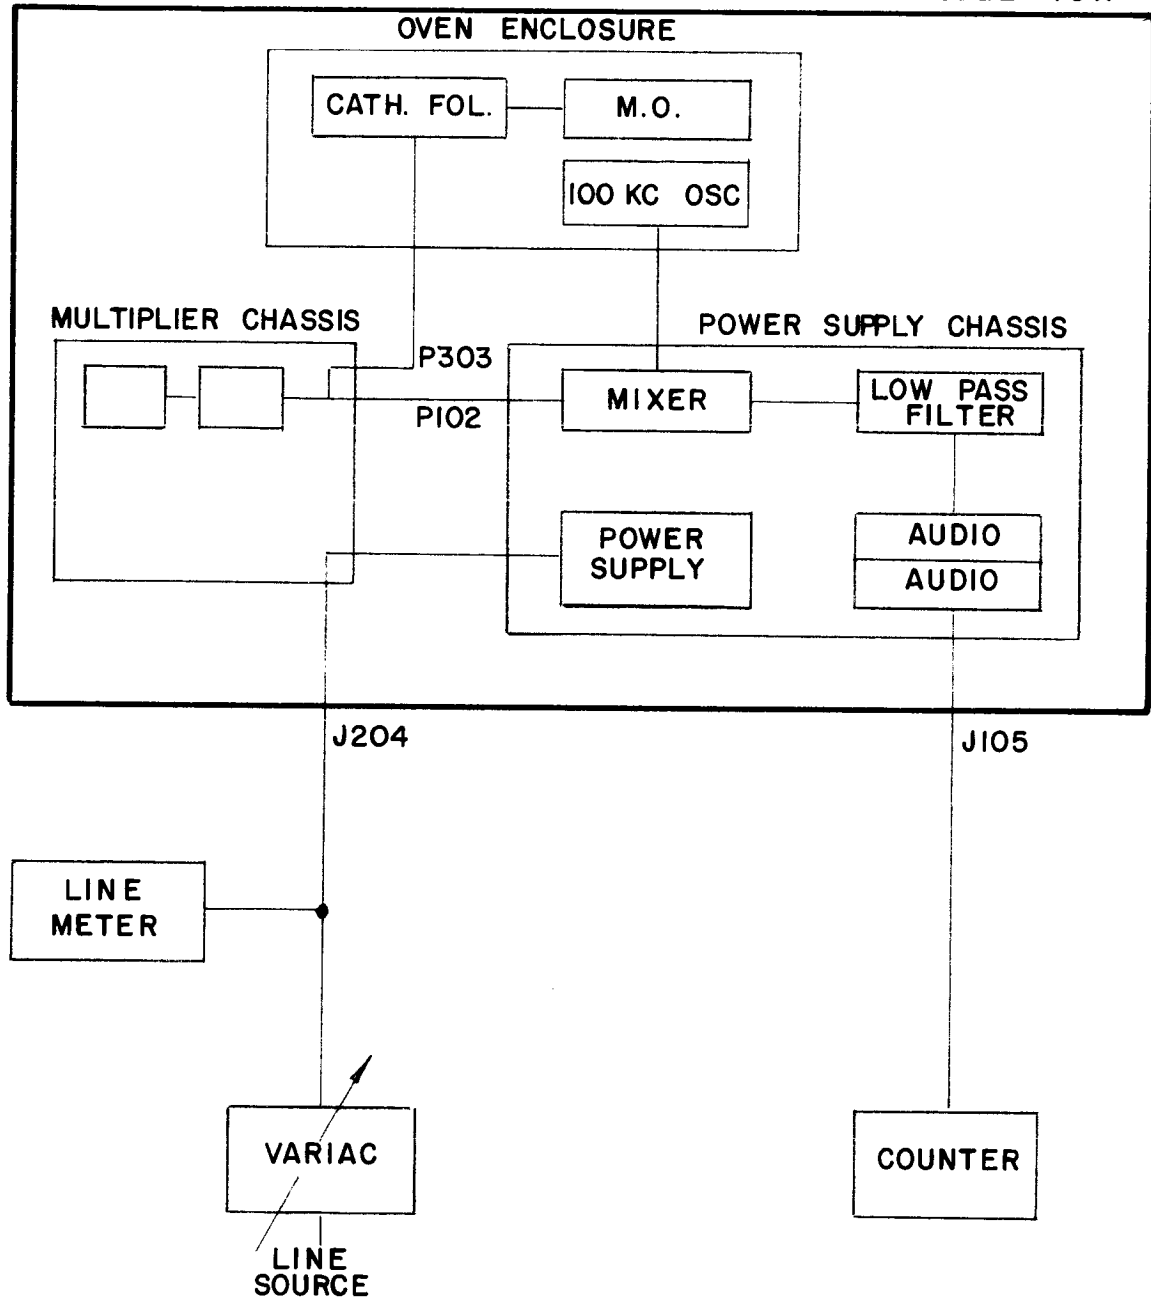 OVEN ENCLOSURE
CATH. FOL.
M.O.
100 KC OSC
MULTIPLIER CHASSIS
POWER SUPPLY CHASSIS
P303
P102
MIXER
LOW PASS
FILTER
POWER
SUPPLY
AUDIO
AUDIO
J204
J105
LINE
METER
VARIAC
COUNTER
LINE
SOURCE